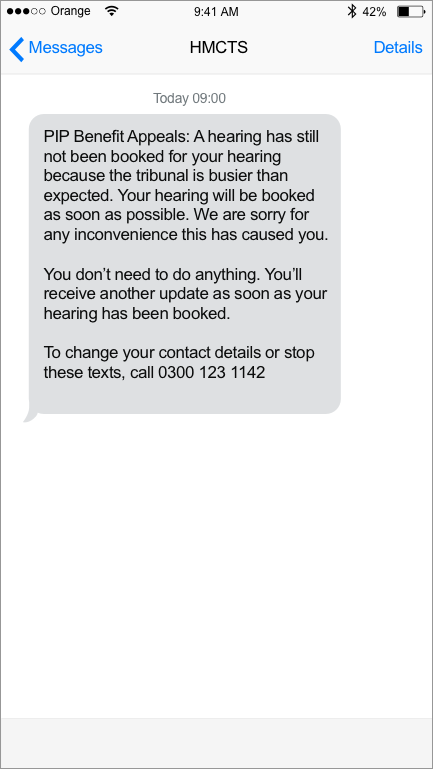 Orange 9:41 AM 42%
Messages HMCTS Details
Today 09:00
PIP Benefit Appeals: A hearing has still
not been booked for your hearing
because the tribunal is busier than
expected. Your hearing will be booked
as soon as possible. We are sorry for
any inconvenience this has caused you.
You don’t need to do anything. You’ll
receive another update as soon as your
hearing has been booked.
To change your contact details or stop
these texts, call 0300 123 1142